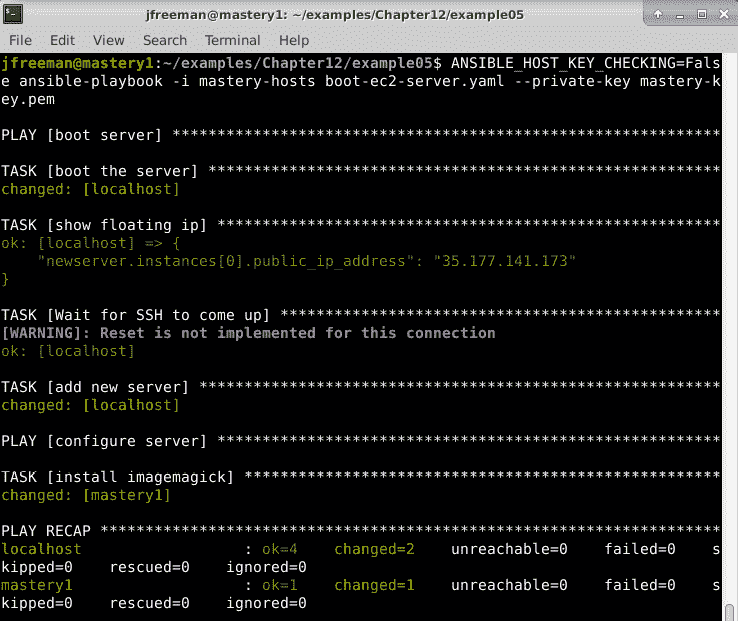 jfreeman@mastery1: ~/examples/Chapter12/example05
File Edit View Search Terminal Help
jfreeman@mastery1:~/examples/Chapter12/example05$ ANSIBLE_HOST_KEY_CHECKING=Fals
e ansible-playbook -i mastery-hosts boot-ec2-server.yaml --private-key mastery-k
ey.pem
PLAY [boot server] *************************************************************
TASK [boot the server] *********************************************************
changed: [localhost]
TASK [show floating ip] ********************************************************
ok: [localhost] => {
    "newserver.instances[0].public_ip_address": "35.177.141.173"
}
TASK [Wait for SSH to come up] *************************************************
[WARNING]: Reset is not implemented for this connection
ok: [localhost]
TASK [add new server] **********************************************************
changed: [localhost]
PLAY [configure server] ********************************************************
TASK [install imagemagick] *****************************************************
changed: [mastery1]
PLAY RECAP *********************************************************************
localhost                  : ok=4    changed=2    unreachable=0    failed=0    s
kipped=0    rescued=0    ignored=0
mastery1                   : ok=1    changed=1    unreachable=0    failed=0    s
kipped=0    rescued=0    ignored=0